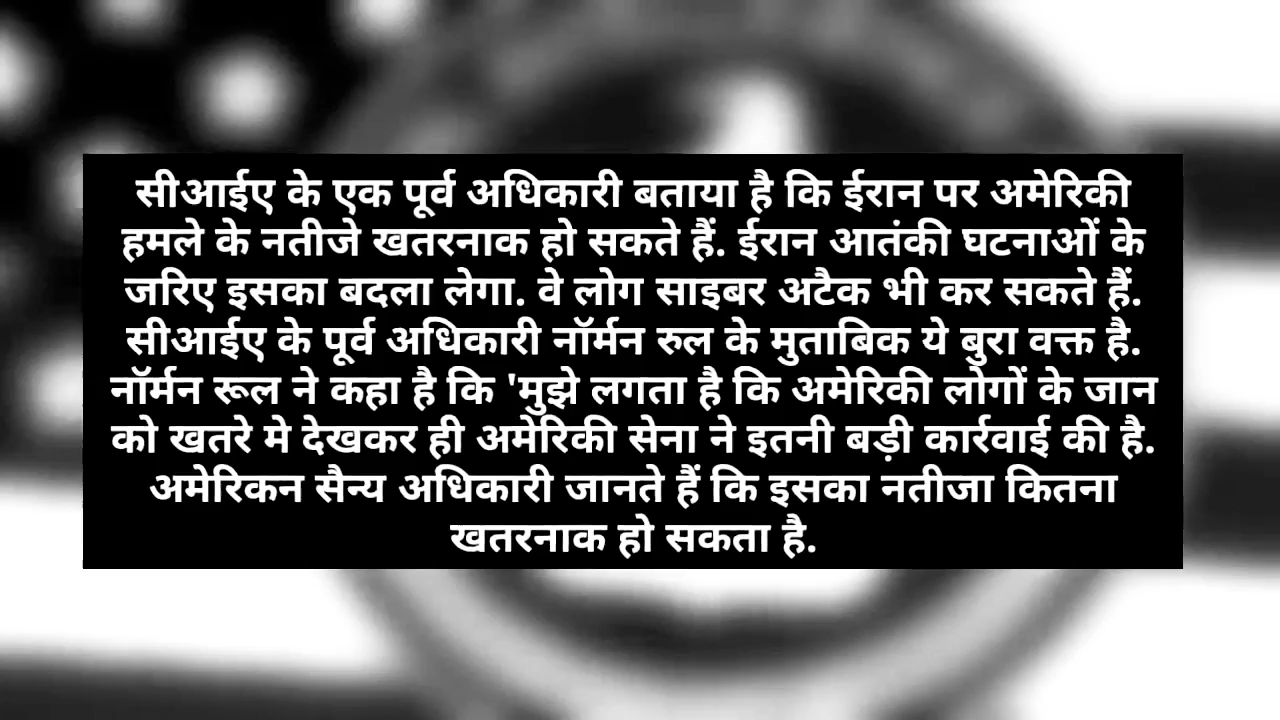 सीआईए के एक पूर्व अधिकारी बताया है कि ईरान पर अमेरिकी
हमले के नतीजे खतरनाक हो सकते हैं. ईरान आतंकी घटनाओं के
जरिए इसका बदला लेगा. वे लोग साइबर अटैक भी कर सकते हैं.
सीआईए के पूर्व अधिकारी नॉर्मन रुल के मुताबिक ये बुरा वक्त है.
नॉर्मन रूल ने कहा है कि 'मुझे लगता है कि अमेरिकी लोगों के जान
को खतरे मे देखकर ही अमेरिकी सेना ने इतनी बड़ी कार्रवाई की है.
अमेरिकन सैन्य अधिकारी जानते हैं कि इसका नतीजा कितना
खतरनाक हो सकता है.